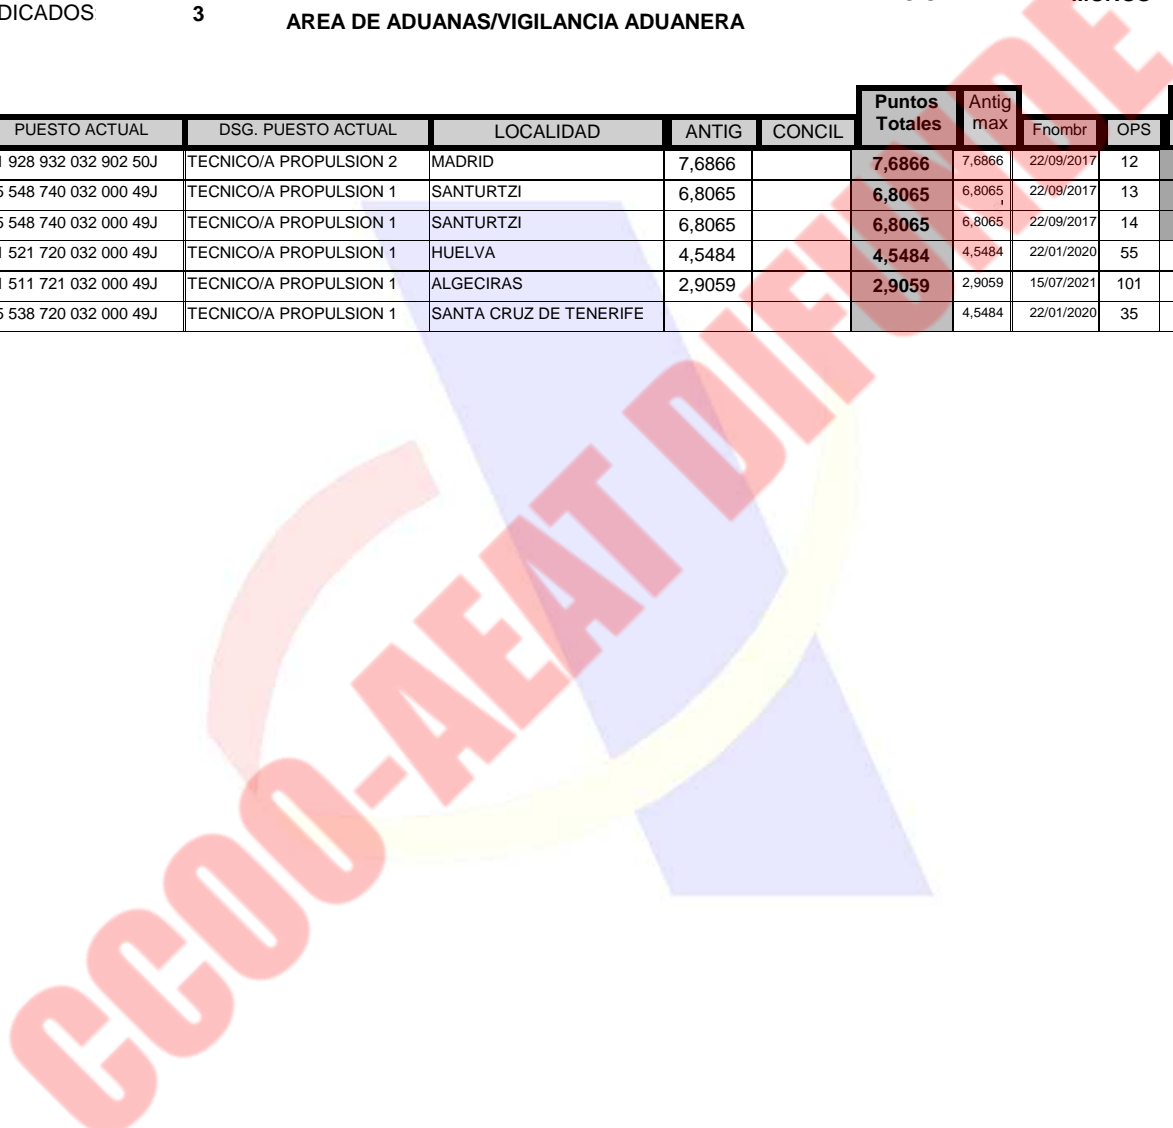 DICADOS: 3
AREA DE ADUANAS/VIGILANCIA ADUANERA
PUESTO ACTUAL DSG. PUESTO ACTUAL LOCALIDAD ANTIG CONCIL Puntos Totales Antig max Fnombr OPS
928 932 032 902 50J TECNICO/A PROPULSION 2 MADRID 7,6866 7,6866 7,6866 22/09/2017 12
548 740 032 000 49J TECNICO/A PROPULSION 1 SANTURTZI 6,8065 6,8065 6,8065 22/09/2017 13
548 740 032 000 49J TECNICO/A PROPULSION 1 SANTURTZI 6,8065 6,8065 6,8065 22/09/2017 14
521 720 032 000 49J TECNICO/A PROPULSION 1 HUELVA 4,5484 4,5484 4,5484 22/01/2020 55
511 721 032 000 49J TECNICO/A PROPULSION 1 ALGECIRAS 2,9059 2,9059 2,9059 15/07/2021 101
538 720 032 000 49J TECNICO/A PROPULSION 1 SANTA CRUZ DE TENERIFE 4,5484 22/01/2020 35
CCOO-AEAT DIFUNDE